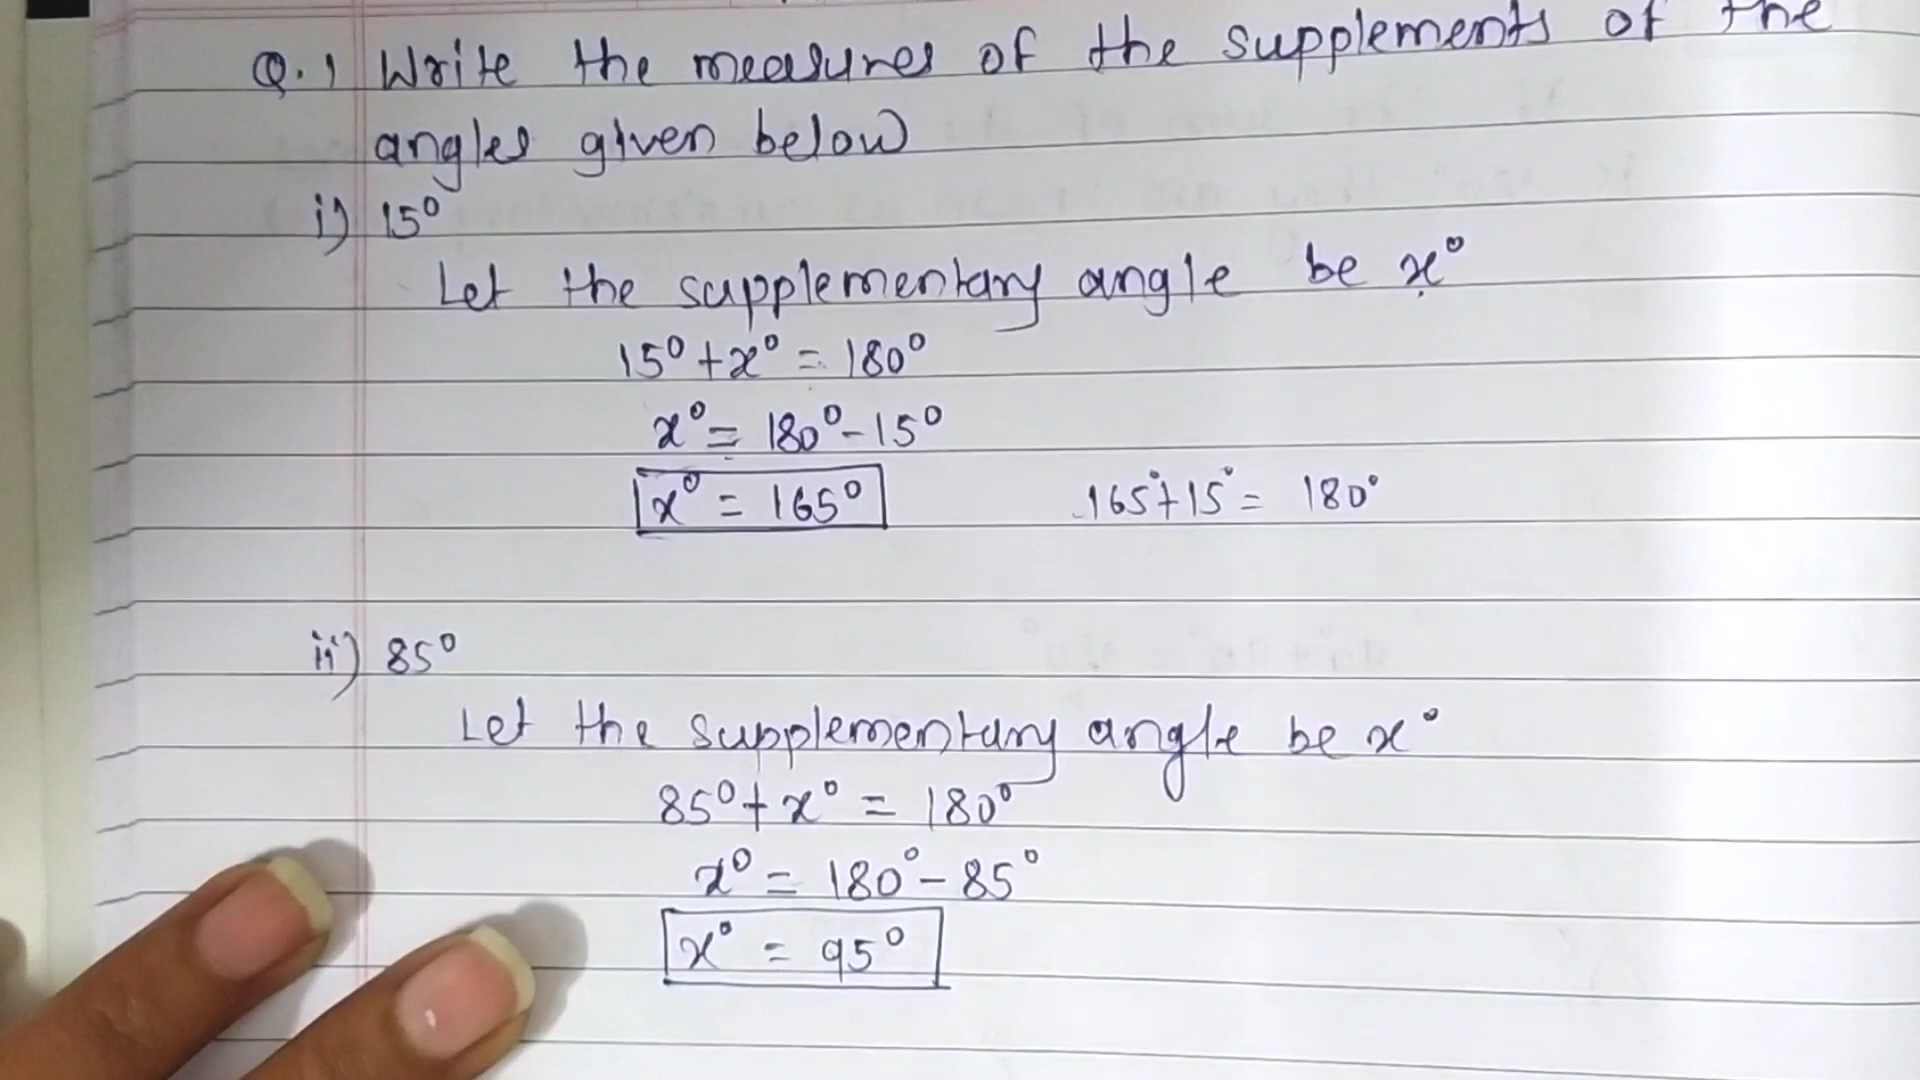 Q.1 Write the measures of the supplements of the
angles given below
i) 15°
Let the supplementary angle be x°
15° + x° = 180°
x° = 180° - 15°
x° = 165° 165° + 15° = 180°
ii) 85°
Let the supplementary angle be x°
85° + x° = 180°
x° = 180° - 85°
x° = 95°